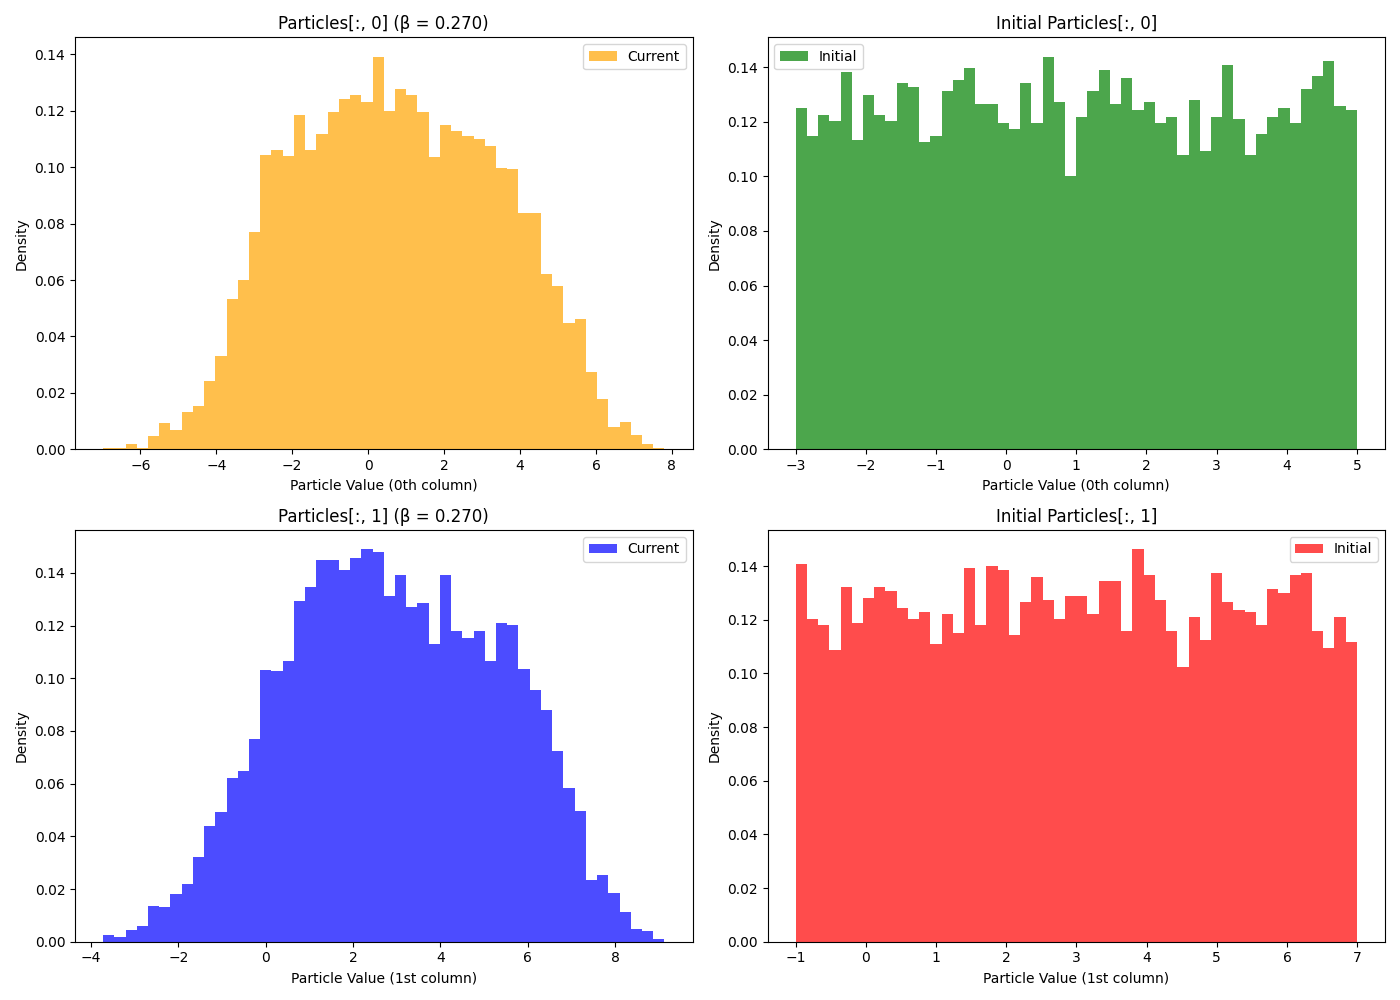 Particles[:, 0] (β = 0.270)
Current
0.14
0.12
0.10
0.08
0.06
0.04
0.02
0.00
Density
−6 −4 −2 0 2 4 6 8
Particle Value (0th column)
Initial Particles[:, 0]
Initial
0.14
0.12
0.10
0.08
0.06
0.04
0.02
0.00
Density
−3 −2 −1 0 1 2 3 4 5
Particle Value (0th column)
Particles[:, 1] (β = 0.270)
Current
0.14
0.12
0.10
0.08
0.06
0.04
0.02
0.00
Density
−4 −2 0 2 4 6 8
Particle Value (1st column)
Initial Particles[:, 1]
Initial
0.14
0.12
0.10
0.08
0.06
0.04
0.02
0.00
Density
−1 0 1 2 3 4 5 6 7
Particle Value (1st column)